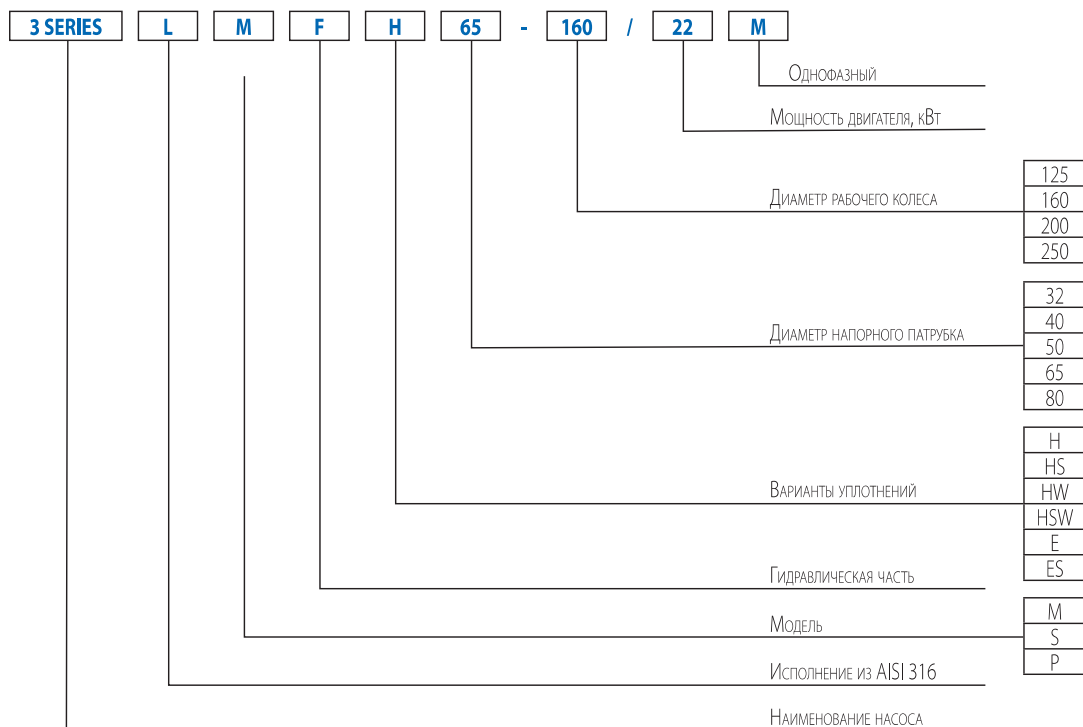 3 SERIES L M F H 65 - 160 / 22 M
Однофазный
Мощность двигателя, кВт
125
Диаметр рабочего колеса 160
200
250
32
40
Диаметр напорного патрубка 50
65
80
H
HS
Варианты уплотнений HW
HSW
E
Гидравлическая часть ES
M
Модель S
P
Исполнение из AISI 316
Наименование насоса